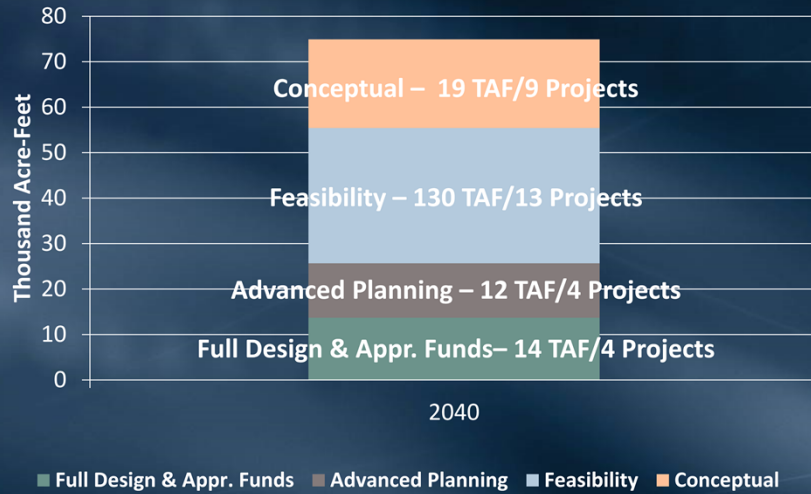 80
70
60
50
40
30
20
10
0
Thousand Acre-Feet
Conceptual –  19 TAF/9 Projects
Feasibility – 130 TAF/13 Projects
Advanced Planning – 12 TAF/4 Projects
Full Design & Appr. Funds– 14 TAF/4 Projects
2040
Full Design & Appr. Funds Advanced Planning Feasibility Conceptual